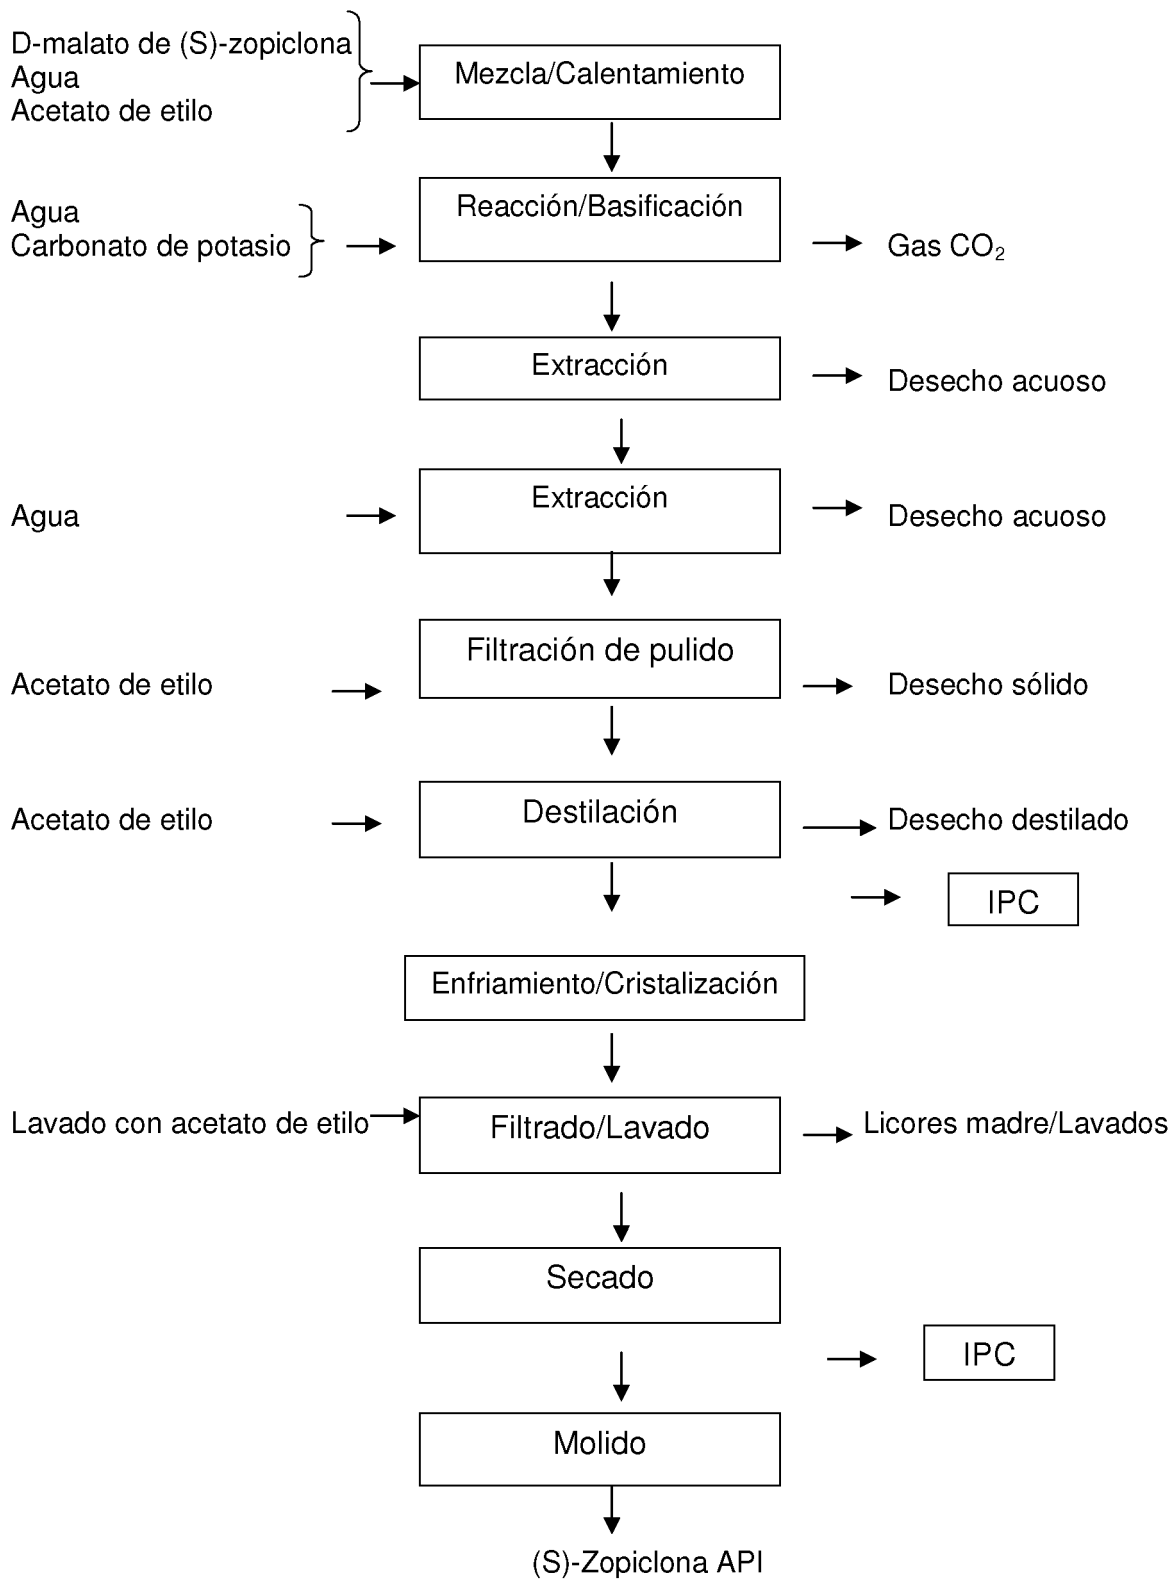 D-malato de (S)-zopiclona
Agua
Acetato de etilo
Mezcla/Calentamiento
Agua
Carbonato de potasio
Reacción/Basificación
Gas CO₂
Extracción
Desecho acuoso
Agua
Extracción
Desecho acuoso
Acetato de etilo
Filtración de pulido
Desecho sólido
Acetato de etilo
Destilación
Desecho destilado
IPC
Enfriamiento/Cristalización
Lavado con acetato de etilo
Filtrado/Lavado
Licores madre/Lavados
Secado
IPC
Molido
(S)-Zopiclona API